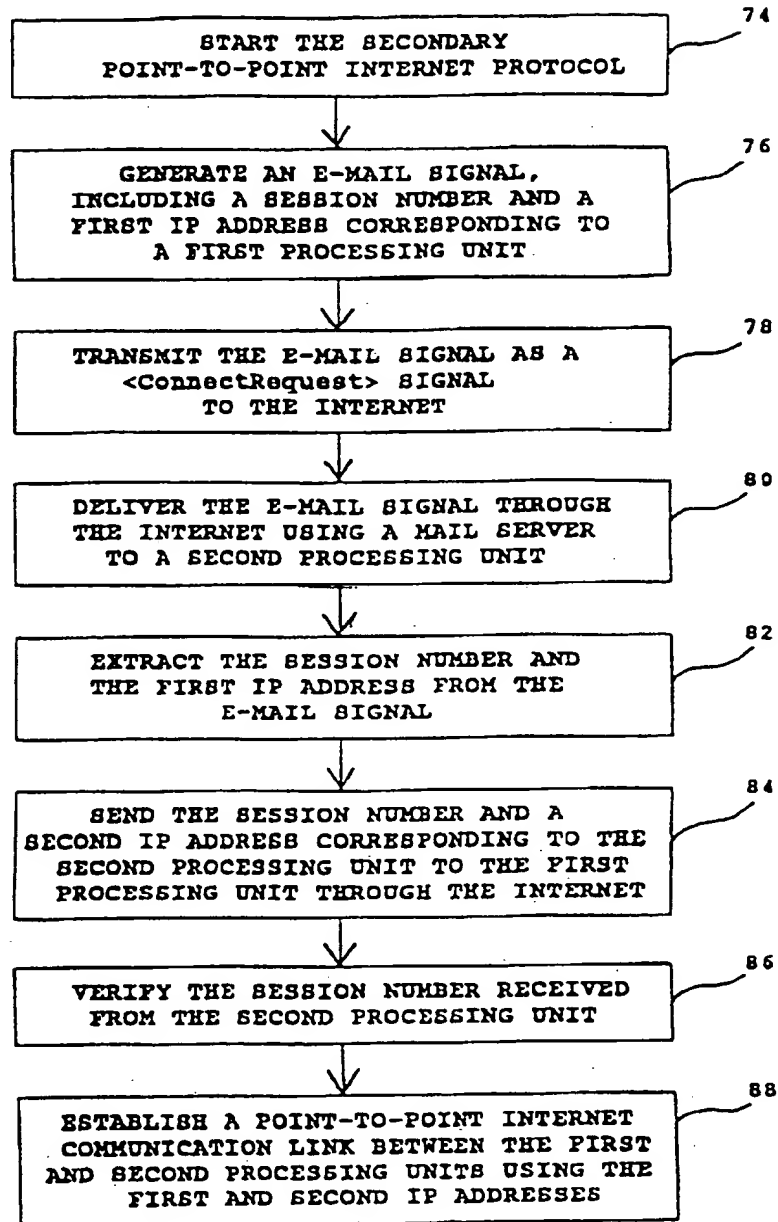 74
START THE SECONDARY
POINT-TO-POINT INTERNET PROTOCOL
76
GENERATE AN E-MAIL SIGNAL,
INCLUDING A SESSION NUMBER AND A
FIRST IP ADDRESS CORRESPONDING TO
A FIRST PROCESSING UNIT
78
TRANSMIT THE E-MAIL SIGNAL AS A
<ConnectRequest> SIGNAL
TO THE INTERNET
80
DELIVER THE E-MAIL SIGNAL THROUGH
THE INTERNET USING A MAIL SERVER
TO A SECOND PROCESSING UNIT
82
EXTRACT THE SESSION NUMBER AND
THE FIRST IP ADDRESS FROM THE
E-MAIL SIGNAL
84
SEND THE SESSION NUMBER AND A
SECOND IP ADDRESS CORRESPONDING TO THE
SECOND PROCESSING UNIT TO THE FIRST
PROCESSING UNIT THROUGH THE INTERNET
86
VERIFY THE SESSION NUMBER RECEIVED
FROM THE SECOND PROCESSING UNIT
88
ESTABLISH A POINT-TO-POINT INTERNET
COMMUNICATION LINK BETWEEN THE FIRST
AND SECOND PROCESSING UNITS USING THE
FIRST AND SECOND IP ADDRESSES